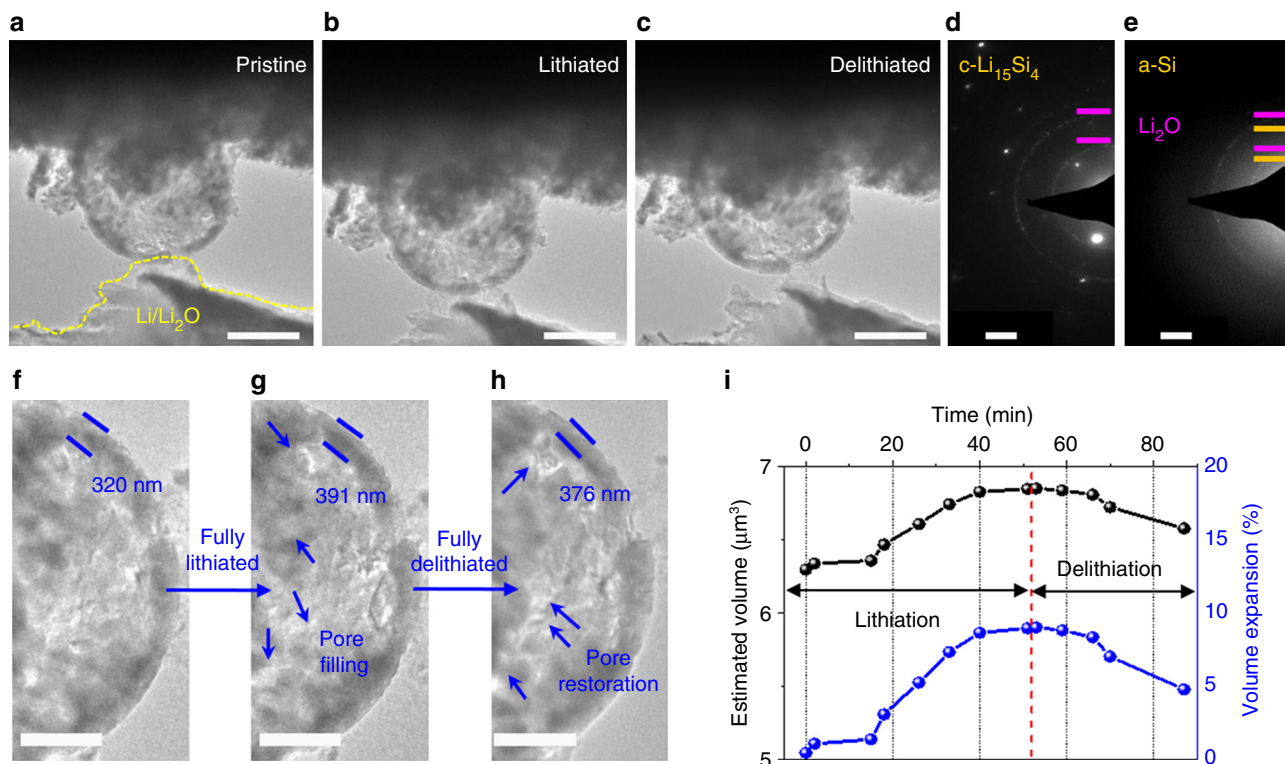 a
b
c
d
e
Pristine
Lithiated
Delithiated
c-Li₁₅Si₄
a-Si
Li₂O
Li/Li₂O
f
g
h
i
320 nm
391 nm
376 nm
Fully
lithiated
Fully
delithiated
Pore
filling
Pore
restoration
Time (min)
0 20 40 60 80
Estimated volume (μm³)
7
6
5
Lithiation
Delithiation
Volume expansion (%)
20
15
10
5
0